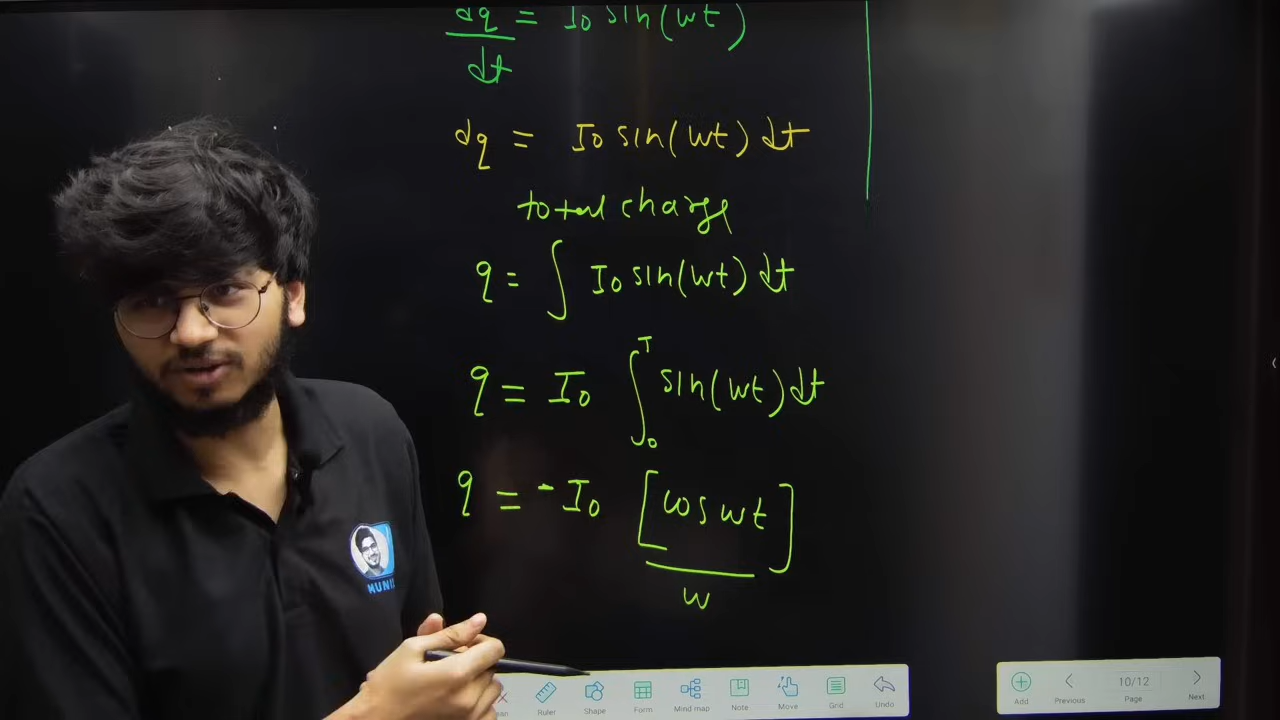 dq/dt = I0 sin(wt)
dq = I0 sin(wt) dt
total charge
q = ∫ I0 sin(wt) dt
q = I0 ∫₀ᵀ sin(wt) dt
q = -I0 [cos wt]/w
Ruler Shape Form Mind map Note Move Grid Undo
Add Previous 10/12 Page Next